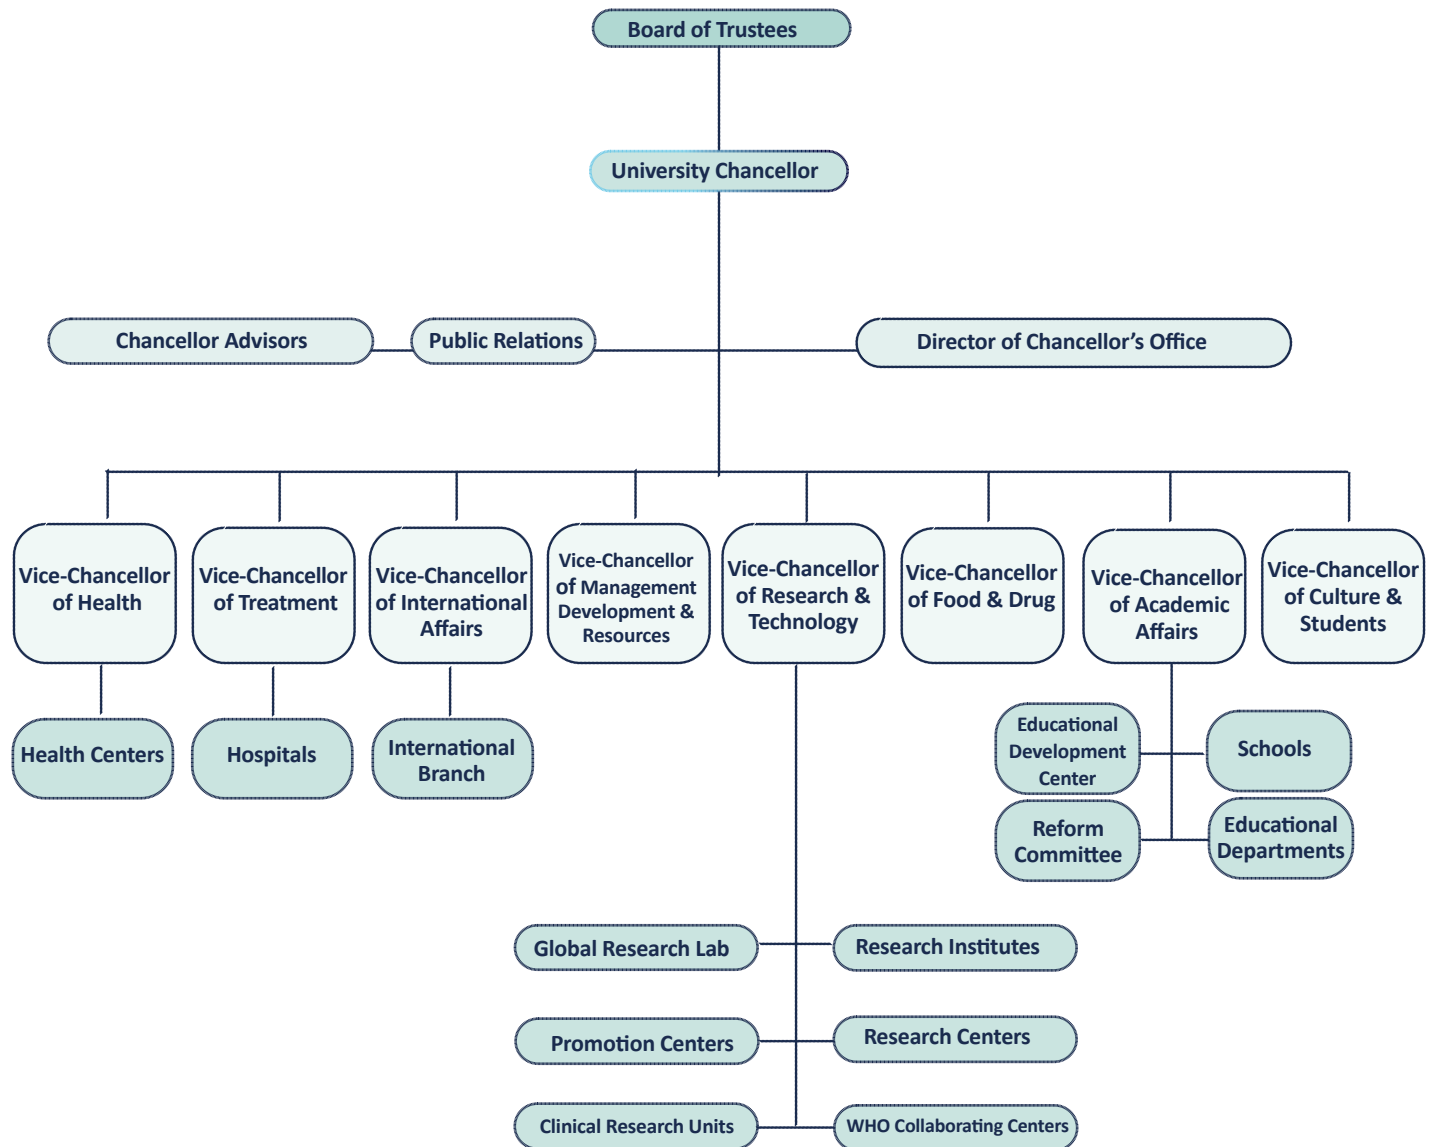 Board of Trustees
University Chancellor
Chancellor Advisors
Public Relations
Director of Chancellor’s Office
Vice-Chancellor
of Health
Vice-Chancellor
of Treatment
Vice-Chancellor
of International
Affairs
Vice-Chancellor
of Management
Development &
Resources
Vice-Chancellor
of Research &
Technology
Vice-Chancellor
of Food & Drug
Vice-Chancellor
of Academic
Affairs
Vice-Chancellor
of Culture &
Students
Health Centers
Hospitals
International
Branch
Educational
Development
Center
Schools
Reform
Committee
Educational
Departments
Global Research Lab
Research Institutes
Promotion Centers
Research Centers
Clinical Research Units
WHO Collaborating Centers